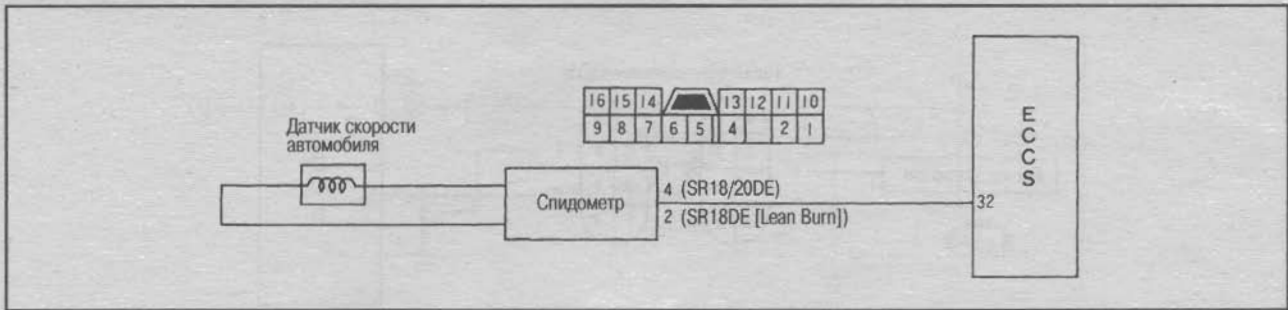 16 15 14 13 12 11 10
9 8 7 6 5 4 2 1
Датчик скорости
автомобиля
Спидометр
4 (SR18/20DE)
2 (SR18DE [Lean Burn])
32
E
C
C
S